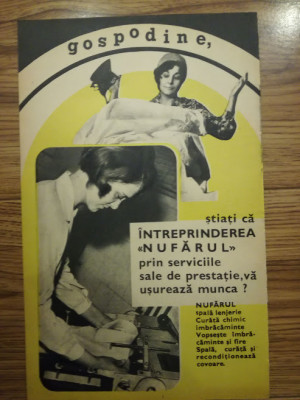 gospodine,
știați că
ÎNTREPRINDEREA
«NUFĂRUL»
prin serviciile
sale de prestație, vă
ușurează munca ?
NUFĂRUL
spală lenjerie
Curăță chimic
îmbrăcăminte
Vopsește îmbră-
căminte și fire
Spală, curăță și
recondiționează
covoare.